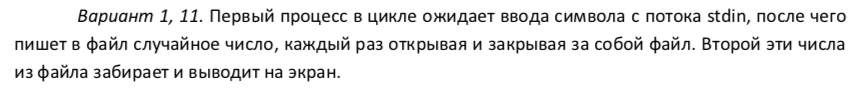 Вариант 1, 11. Первый процесс в цикле ожидает ввода символа с потока stdin, после чего
пишет в файл случайное число, каждый раз открывая и закрывая за собой файл. Второй эти числа
из файла забирает и выводит на экран.